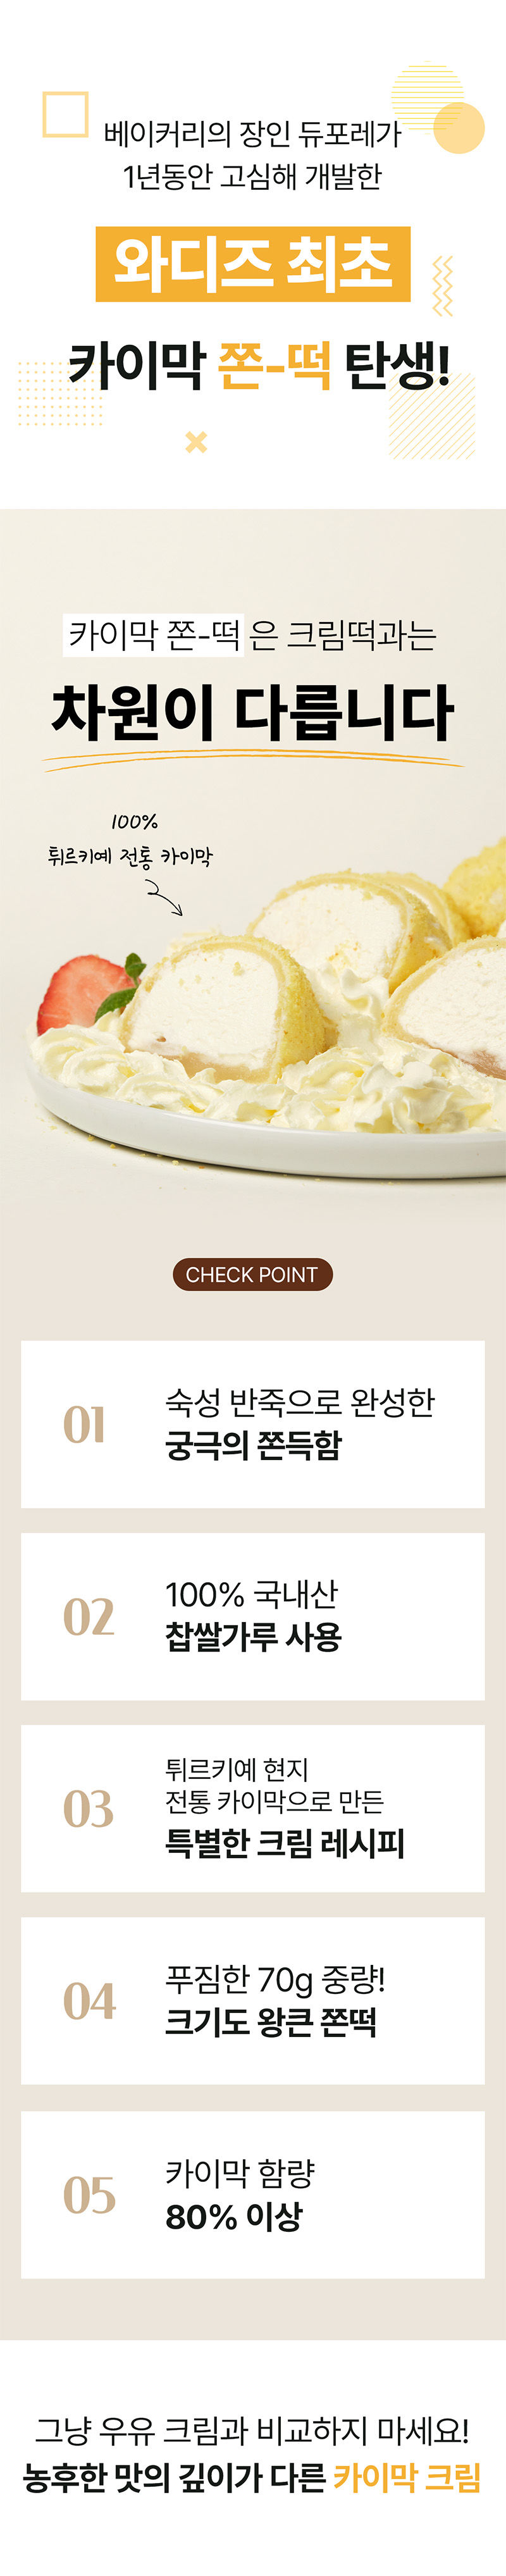 베이커리의 장인 듀포레가
1년동안 고심해 개발한
와디즈 최초
카이막 쫀-떡 탄생!
카이막 쫀-떡 은 크림떡과는
차원이 다릅니다
100%
튀르키예 전통 카이막
CHECK POINT
01
숙성 반죽으로 완성한
궁극의 쫀득함
02
100% 국내산
찹쌀가루 사용
03
튀르키예 현지
전통 카이막으로 만든
특별한 크림 레시피
04
푸짐한 70g 중량!
크기도 왕큰 쫀떡
05
카이막 함량
80% 이상
그냥 우유 크림과 비교하지 마세요!
농후한 맛의 깊이가 다른 카이막 크림